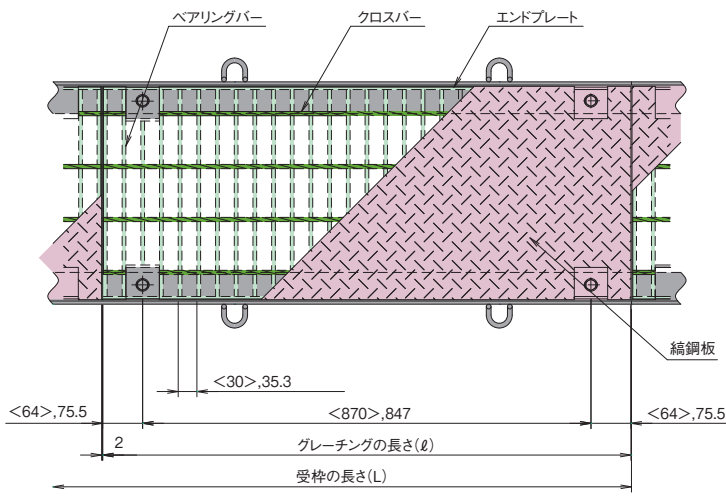 ベアリングバー
クロスバー
エンドプレート
縞鋼板
<30>,35.3
<64>,75.5
<870>,847
<64>,75.5
2
グレーチングの長さ(ℓ)
受枠の長さ(L)